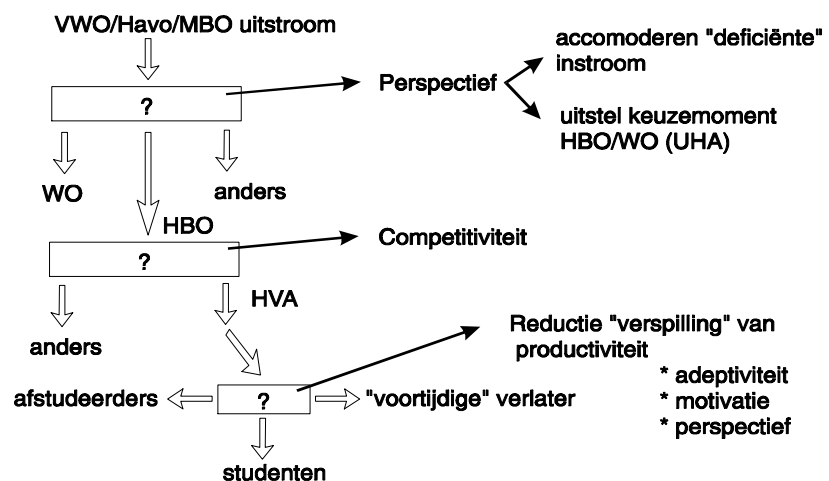 VWO/Havo/MBO uitstroom
accomoderen "deficiënte"
instroom
Perspectief
?
uitstel keuzemoment
HBO/WO (UHA)
WO
anders
HBO
Competitiviteit
?
HVA
anders
Reductie "verspilling" van
productiviteit
* adeptiviteit
* motivatie
* perspectief
afstudeerders
?
"voortijdige" verlater
studenten